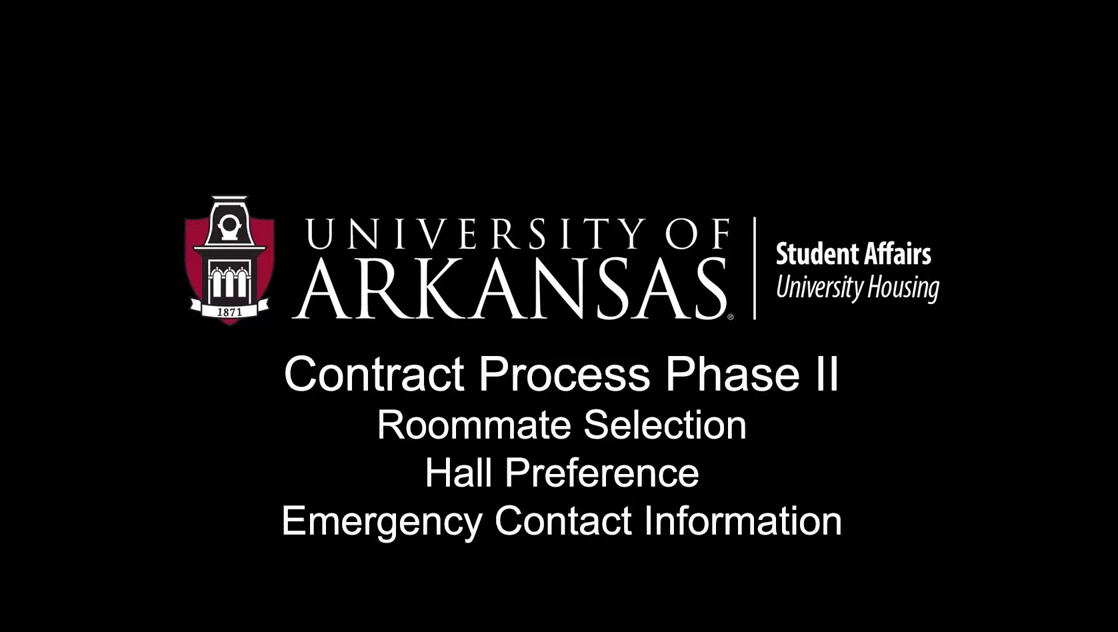 1871
UNIVERSITY OF
ARKANSAS®
Student Affairs
University Housing
Contract Process Phase II
Roommate Selection
Hall Preference
Emergency Contact Information